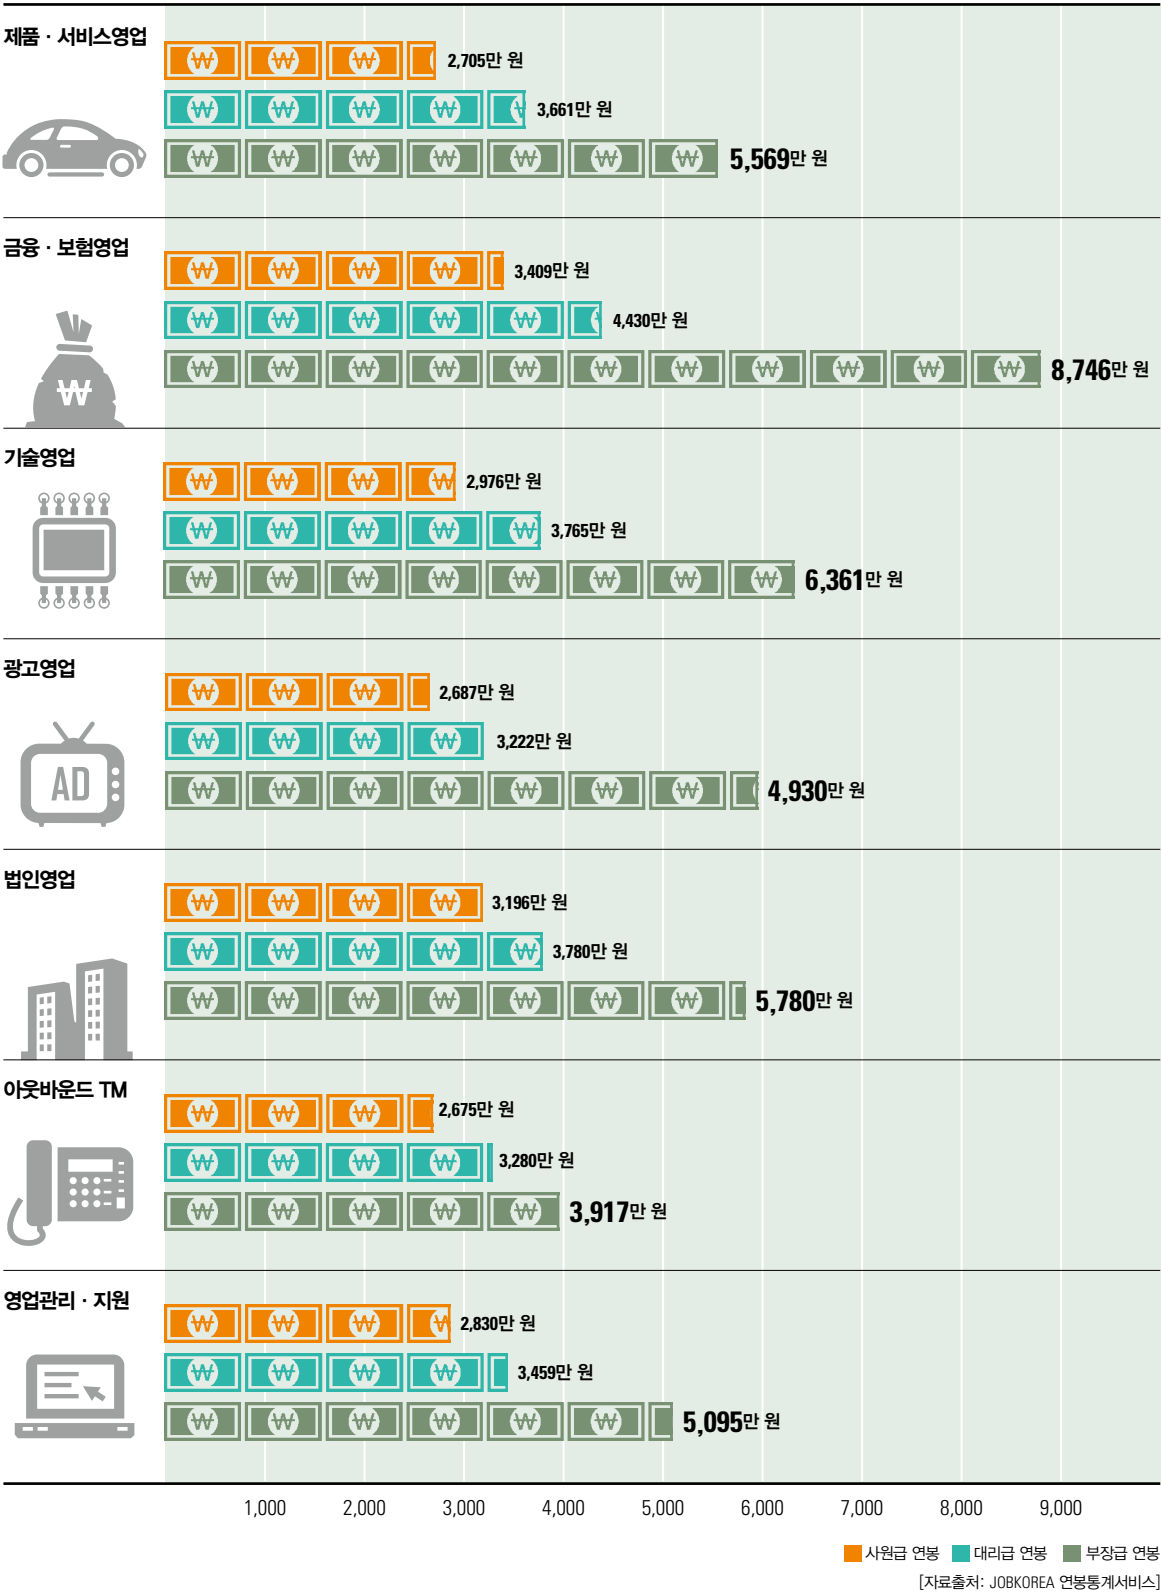 제품 · 서비스영업
2,705만 원
3,661만 원
5,569만 원
금융 · 보험영업
3,409만 원
4,430만 원
8,746만 원
기술영업
2,976만 원
3,765만 원
6,361만 원
광고영업
2,687만 원
3,222만 원
AD
4,930만 원
법인영업
3,196만 원
3,780만 원
5,780만 원
아웃바운드 TM
2,675만 원
3,280만 원
3,917만 원
영업관리 · 지원
2,830만 원
3,459만 원
5,095만 원
1,000 2,000 3,000 4,000 5,000 6,000 7,000 8,000 9,000
사원급 연봉 대리급 연봉 부장급 연봉
[자료출처: JOBKOREA 연봉통계서비스]